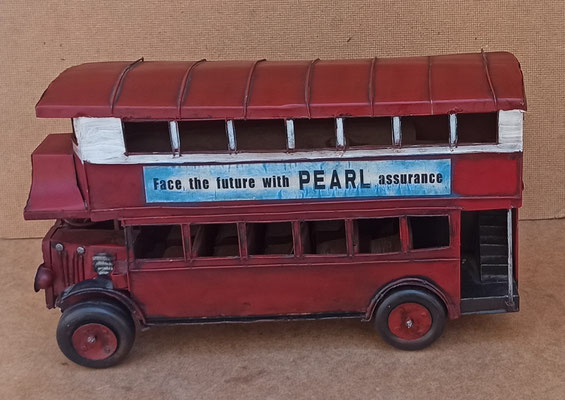 Face, the future with PEARL assurance